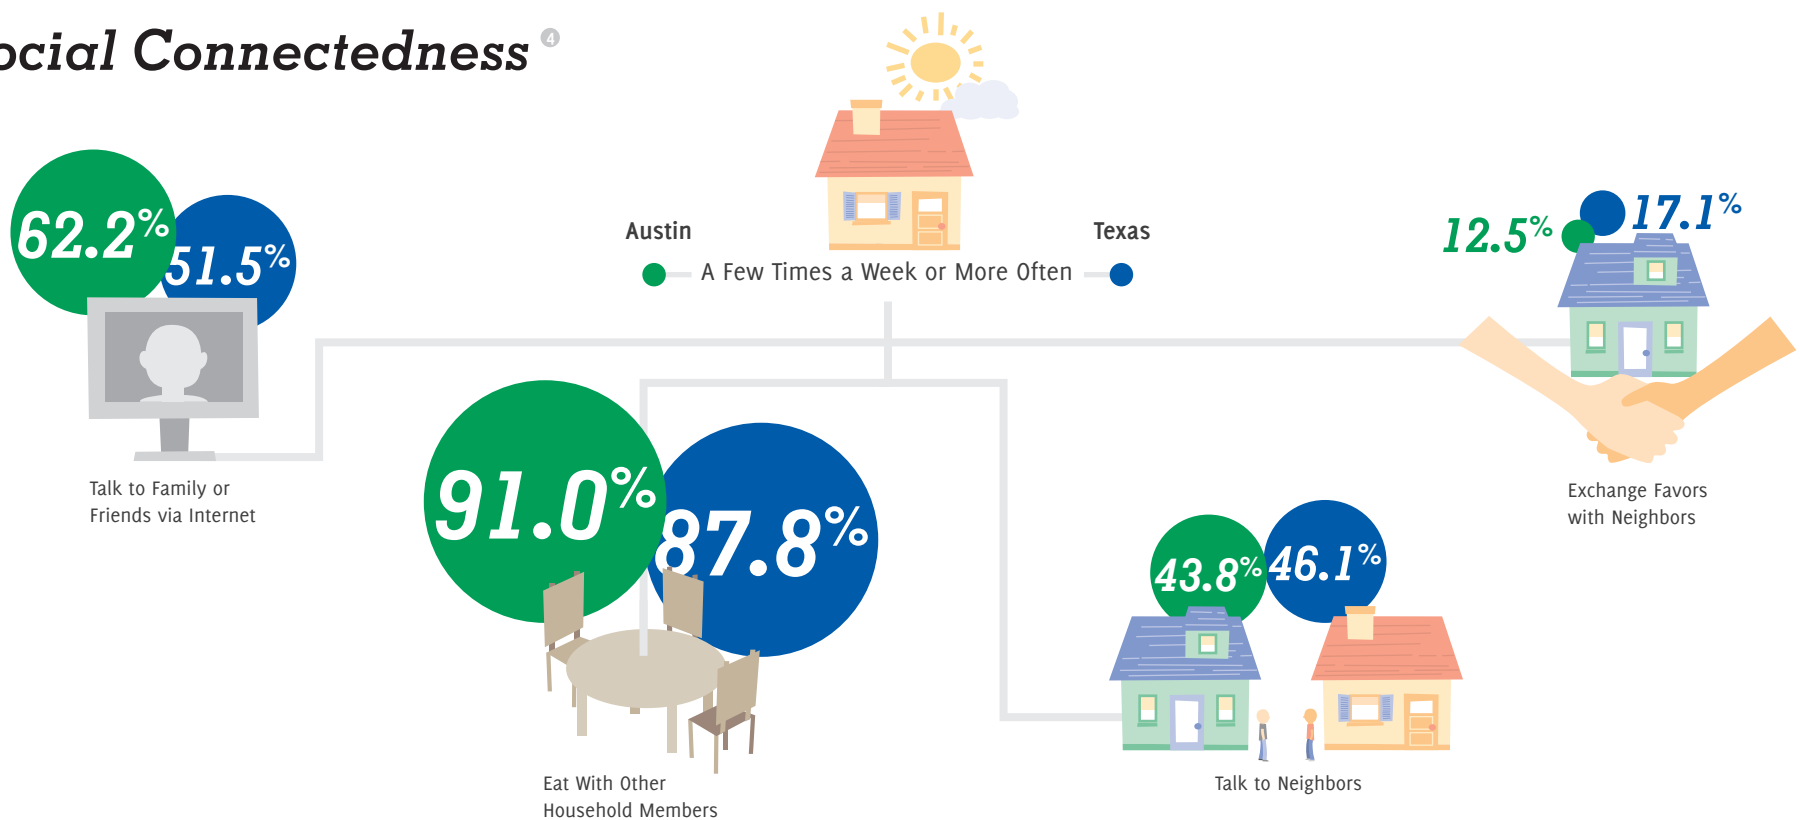 ocial Connectedness 4
62.2%
51.5%
Austin
Texas
A Few Times a Week or More Often
12.5%
17.1%
Talk to Family or
Friends via Internet
91.0%
87.8%
Eat With Other
Household Members
43.8%
46.1%
Talk to Neighbors
Exchange Favors
with Neighbors